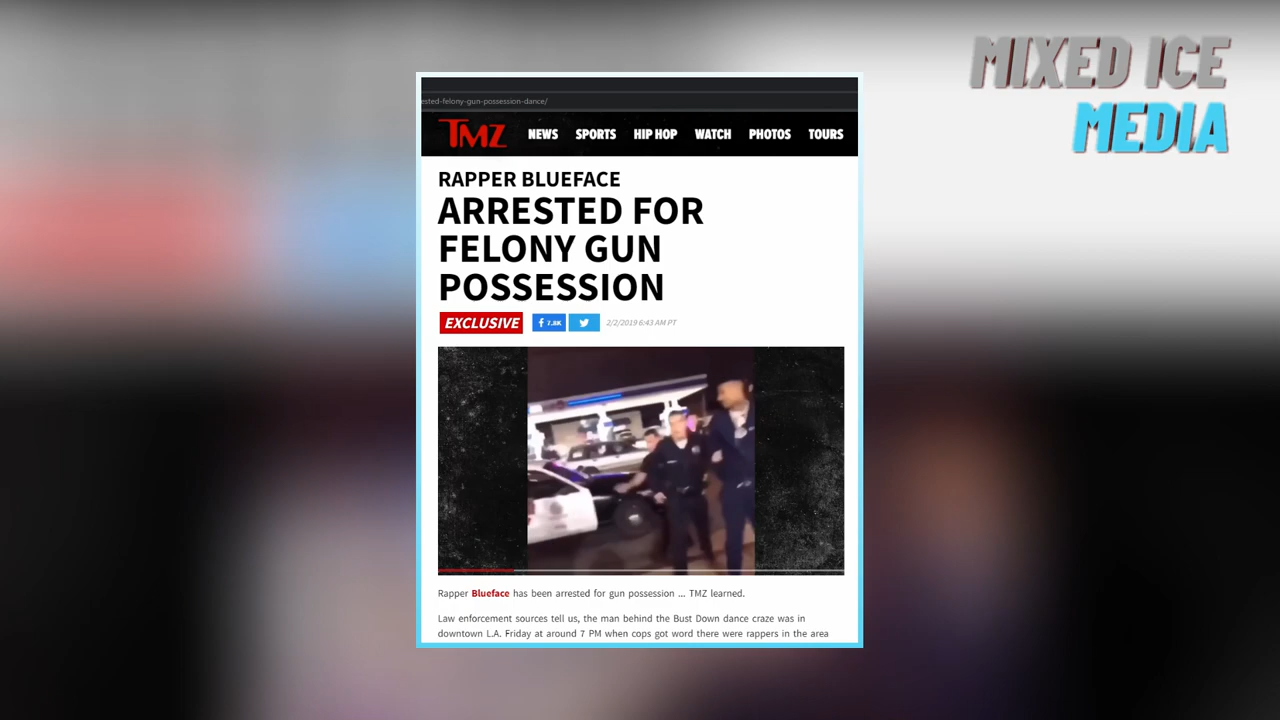 MIXED ICE
MEDIA
ested-felony-gun-possession-dance/
TMZ NEWS SPORTS HIP HOP WATCH PHOTOS TOURS
RAPPER BLUEFACE
ARRESTED FOR
FELONY GUN
POSSESSION
EXCLUSIVE 7.8K 2/2/2019 6:43 AM PT
Rapper Blueface has been arrested for gun possession ... TMZ learned.
Law enforcement sources tell us, the man behind the Bust Down dance craze was in
downtown L.A. Friday at around 7 PM when cops got word there were rappers in the area